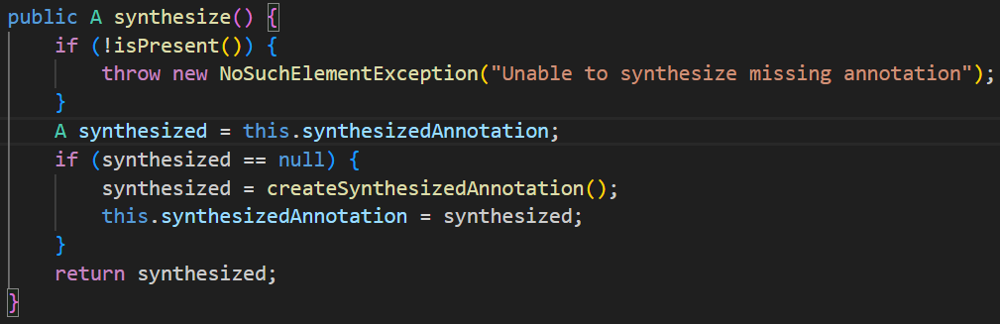 public A synthesize() {
    if (!isPresent()) {
        throw new NoSuchElementException("Unable to synthesize missing annotation");
    }
    A synthesized = this.synthesizedAnnotation;
    if (synthesized == null) {
        synthesized = createSynthesizedAnnotation();
        this.synthesizedAnnotation = synthesized;
    }
    return synthesized;
}